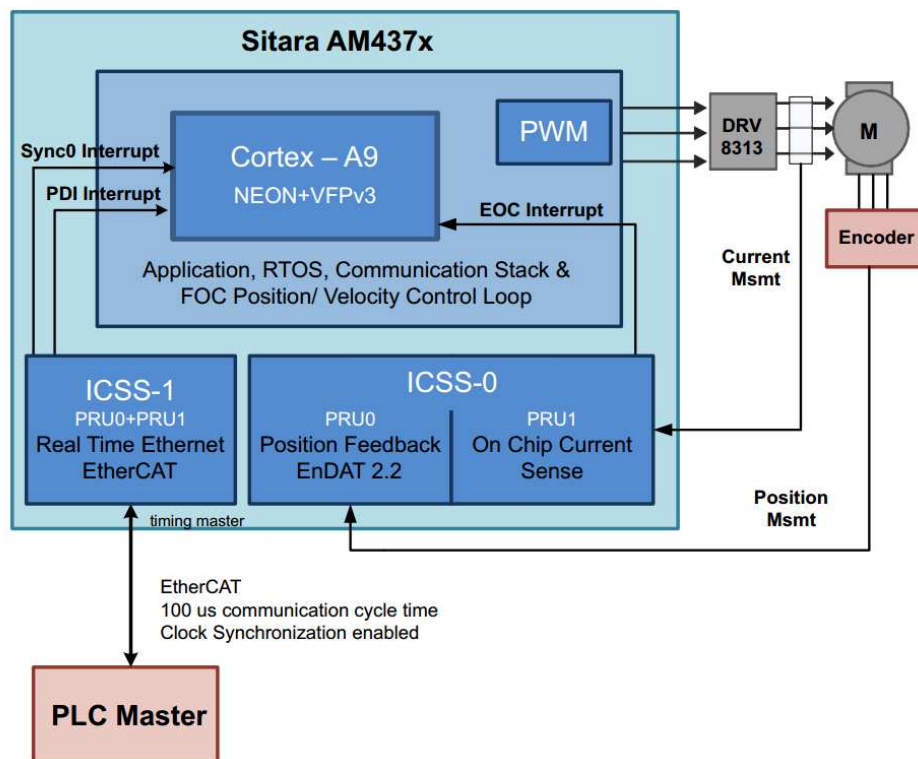 Sitara AM437x
Cortex – A9
NEON+VFPv3
PWM
DRV
8313
M
Encoder
Sync0 Interrupt
PDI Interrupt
EOC Interrupt
Current
Msmt
Application, RTOS, Communication Stack &
FOC Position/ Velocity Control Loop
ICSS-1
PRU0+PRU1
Real Time Ethernet
EtherCAT
ICSS-0
PRU0
Position Feedback
EnDAT 2.2
PRU1
On Chip Current
Sense
Position
Msmt
timing master
EtherCAT
100 us communication cycle time
Clock Synchronization enabled
PLC Master